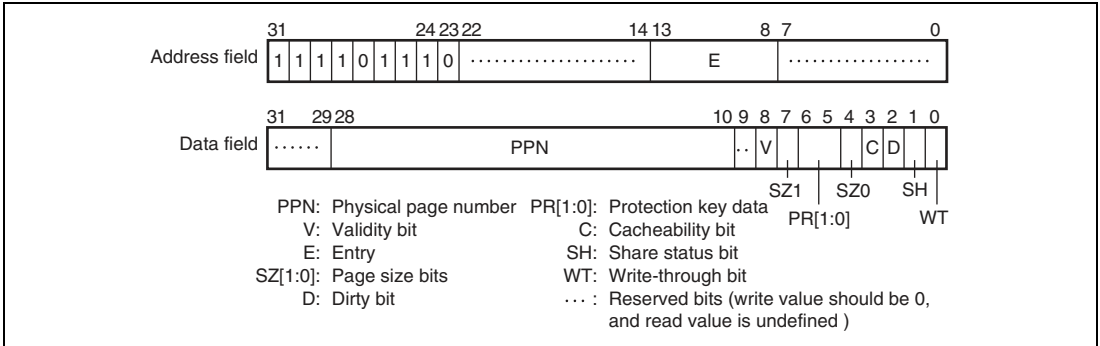 31 24 23 22 14 13 8 7 0
Address field 1 1 1 1 0 1 1 1 0 ···················· E ·················
31 29 28 10 9 8 7 6 5 4 3 2 1 0
Data field ······ PPN ·· V C D
SZ1 SZ0 SH
PR[1:0] WT
PPN: Physical page number PR[1:0]: Protection key data
V: Validity bit C: Cacheability bit
E: Entry SH: Share status bit
SZ[1:0]: Page size bits WT: Write-through bit
D: Dirty bit ··· : Reserved bits (write value should be 0,
and read value is undefined )